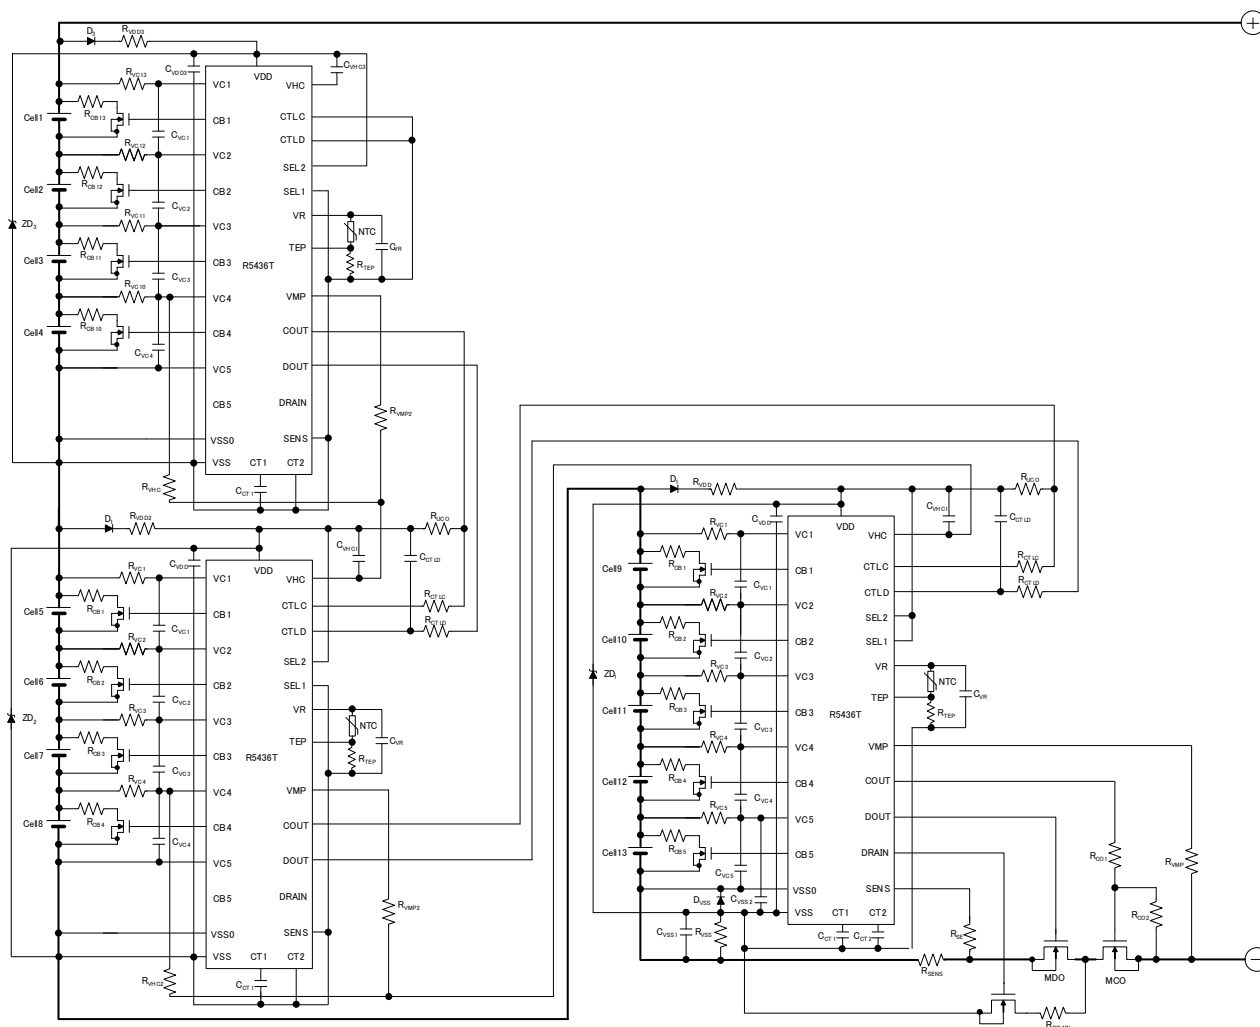 D3
RVDD3
CVDD3
CVHC3
VDD
RVC13
VC1
VHC
RCB13
Cell1
CB1
CTLC
CVC1
CTLD
RVC12
VC2
SEL2
RCB12
Cell2
CB2
SEL1
CVC2
RVC11
VC3
VR
ZD3
NTC
CVR
TEP
RCB11
Cell3
CB3
R5436T
RTEP
CVC3
RVC10
VC4
VMP
RCB10
Cell4
CB4
COUT
CVC4
VC5
DOUT
CB5
DRAIN
RVMP2
VSS0
SENS
VSS
CT1
CT2
RVHC
CCT1
RVDD2
RUCO
CVHC1
CTLD
CVDD
VDD
RVC1
VC1
VHC
RCB1
Cell5
CB1
CTLC
RCTLC
CVC1
CTLD
RCTLD
RVC2
VC2
SEL2
RCB2
Cell6
CB2
SEL1
CVC2
RVC3
VC3
VR
ZD2
NTC
CVR
TEP
RCB3
Cell7
CB3
R5436T
RTEP
CVC3
RVC4
VC4
VMP
RCB4
Cell8
CB4
COUT
CVC4
VC5
DOUT
CB5
DRAIN
RVMP2
VSS0
SENS
VSS
CT1
CT2
RVHC2
CCT1
RVDD
RUCO
CVDD
CVHC1
CCTLD
VDD
RVC1
VC1
VHC
RCB1
Cell9
CB1
CTLC
RCTLC
CVC1
CTLD
RCTLD
RVC2
VC2
SEL2
RCB2
Cell10
CB2
SEL1
CVC2
RVC3
VC3
VR
NTC
CVR
TEP
RCB3
Cell11
CB3
R5436T
RTEP
CVC3
RVC4
VC4
VMP
RCB4
Cell12
CB4
COUT
CVC4
RVC5
VC5
DOUT
RCB5
Cell13
CB5
DRAIN
RCO1
RVMP
CVC5
VSS0
SENS
DVSS
CVSS2
VSS
CT1
CT2
RCO2
CVSS1
RVSS
CCT1
CCT2
RSE
RSENS
MDO
MCO